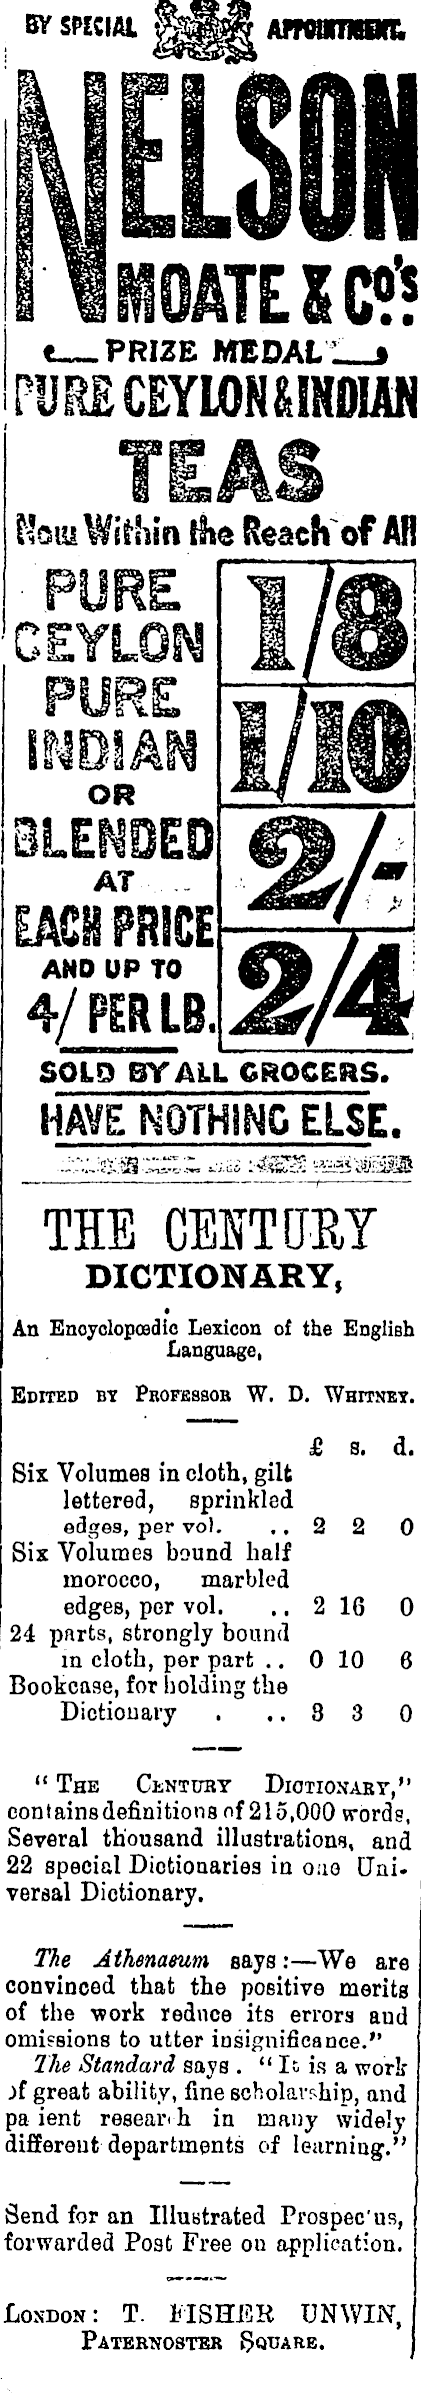 BY SPECIAL APPOINTMENT.
NELSON
MOATE & Co's
PRIZE MEDAL
PURE CEYLON & INDIAN
TEAS
Now Within the Reach of All
PURE
CEYLON
1/8
PURE
INDIAN
1/10
OR
BLENDED
AT
2/-
EACH PRICE
AND UP TO
4/ PER LB.
2/4
SOLD BY ALL GROCERS.
HAVE NOTHING ELSE.
THE CENTURY
DICTIONARY,
An Encyclopœdic Lexicon of the English
Language,
EDITED BY PROFESSOR W. D. WHITNEY.
£ s. d.
Six Volumes in cloth, gilt
lettered, sprinkled
edges, per vol. .. 2 2 0
Six Volumes bound half
morocco, marbled
edges, per vol. .. 2 16 0
24 parts, strongly bound
in cloth, per part .. 0 10 6
Bookcase, for holding the
Dictionary . .. 3 3 0
"THE CENTURY DICTIONARY,"
contains definitions of 215,000 words,
Several thousand illustrations, and
22 special Dictionaries in one Uni-
versal Dictionary.
The Athenaeum says:—We are
convinced that the positive merits
of the work reduce its errors and
omissions to utter insignificance."
The Standard says. "It is a work
of great ability, fine scholarship, and
pa ient resear h in many widely
different departments of learning."
Send for an Illustrated Prospec'us,
forwarded Post Free on application.
LONDON: T. FISHER UNWIN,
PATERNOSTER SQUARE.